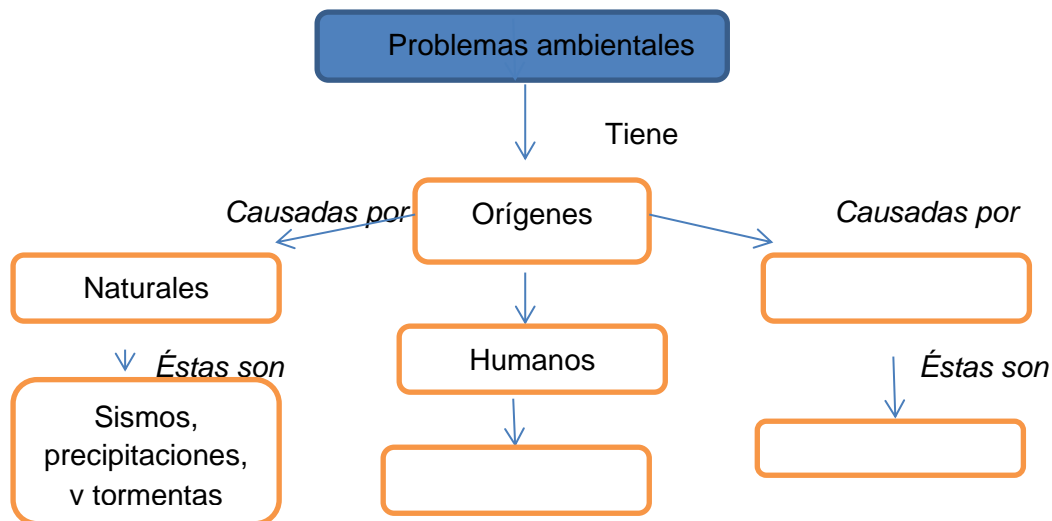 Problemas ambientales
Tiene
Causadas por
Orígenes
Causadas por
Naturales
Humanos
Éstas son
Éstas son
Sismos,
precipitaciones,
y tormentas